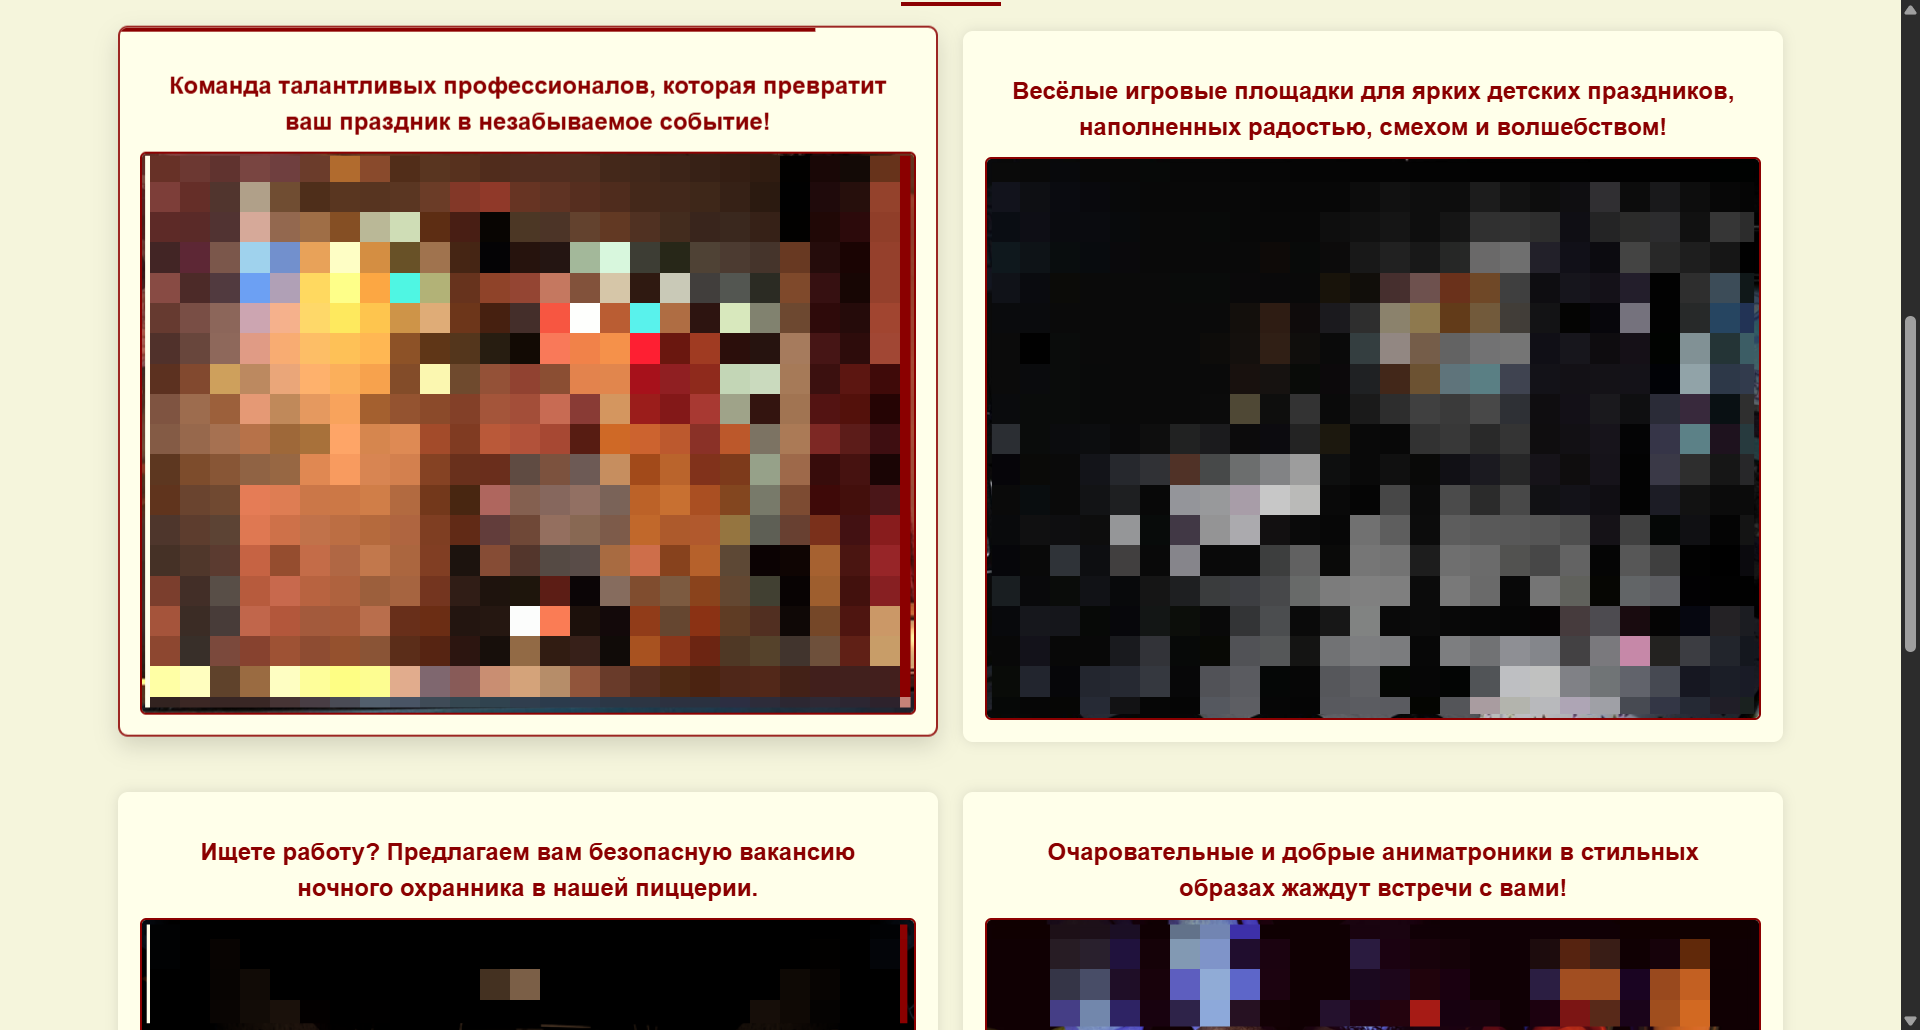 Команда талантливых профессионалов, которая превратит
ваш праздник в незабываемое событие!
Весёлые игровые площадки для ярких детских праздников,
наполненных радостью, смехом и волшебством!
Ищете работу? Предлагаем вам безопасную вакансию
ночного охранника в нашей пиццерии.
Очаровательные и добрые аниматроники в стильных
образах жаждут встречи с вами!